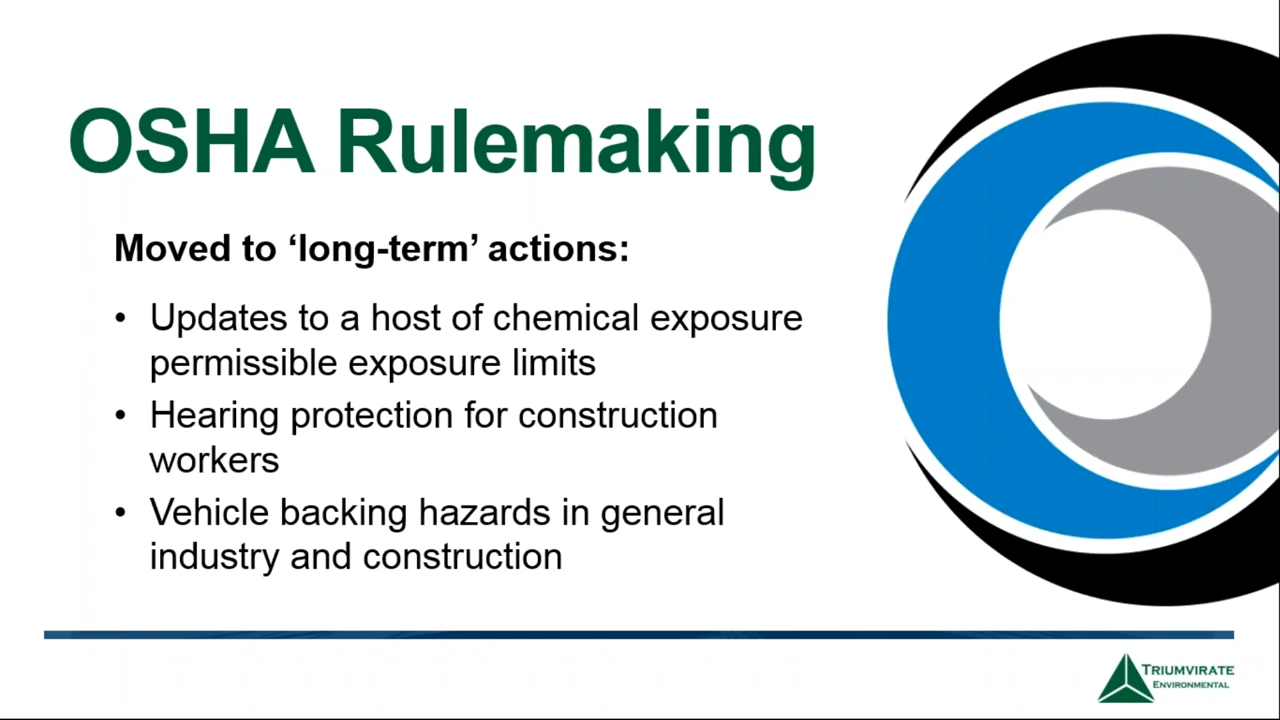 OSHA Rulemaking
Moved to ‘long-term’ actions:
• Updates to a host of chemical exposure
permissible exposure limits
• Hearing protection for construction
workers
• Vehicle backing hazards in general
industry and construction
TRIUMVIRATE
ENVIRONMENTAL